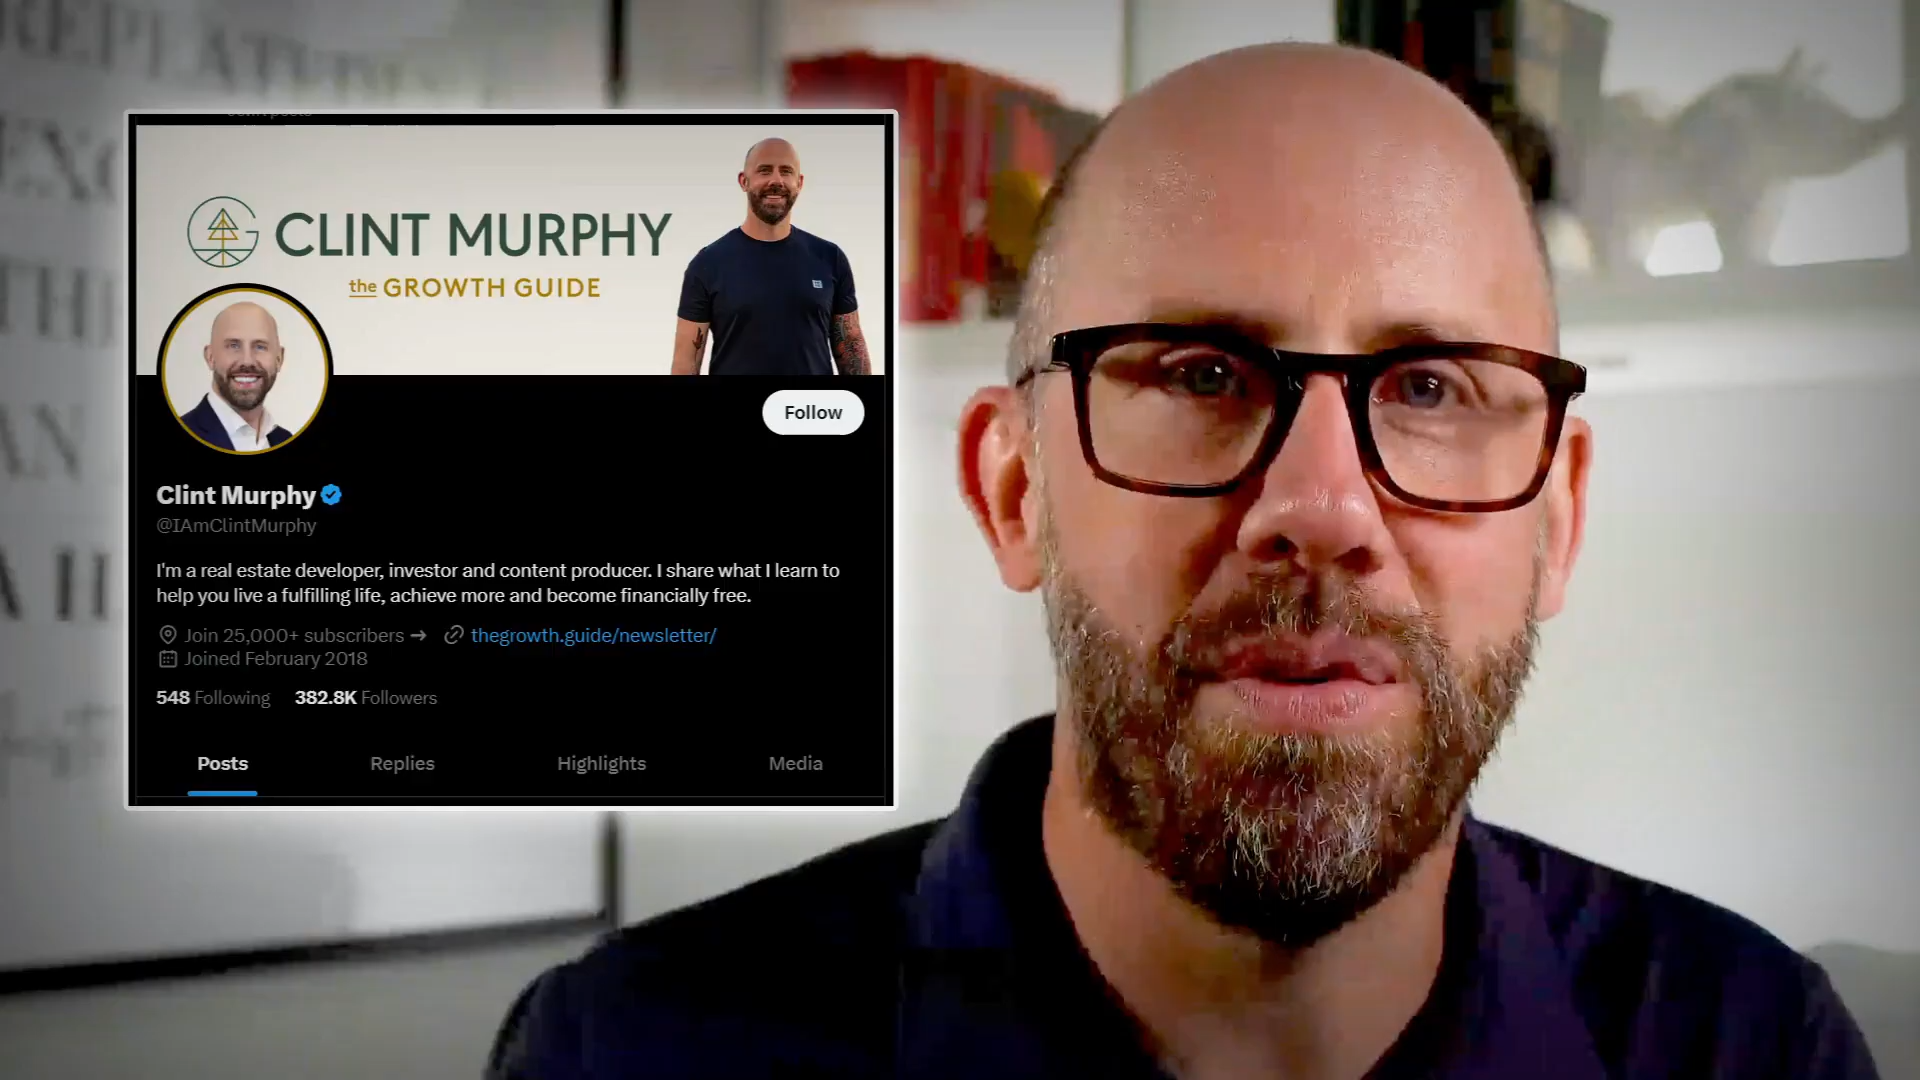 CLINT MURPHY
the GROWTH GUIDE
Follow
Clint Murphy
@IAmClintMurphy
I'm a real estate developer, investor and content producer. I share what I learn to
help you live a fulfilling life, achieve more and become financially free.
Join 25,000+ subscribers → thegrowth.guide/newsletter/
Joined February 2018
548 Following 382.8K Followers
Posts Replies Highlights Media